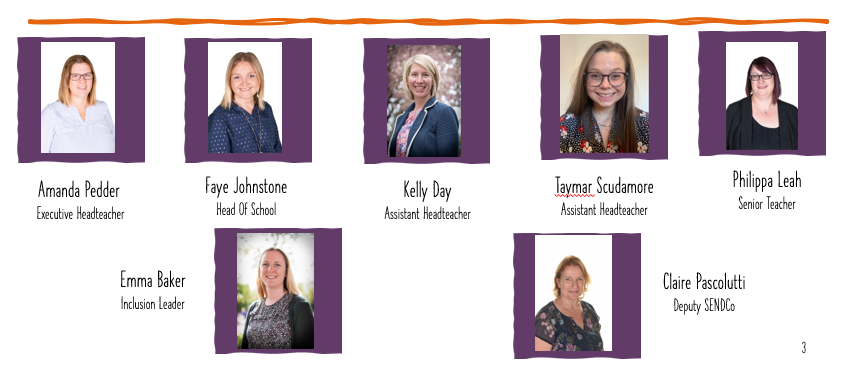 Amanda Pedder
Executive Headteacher
Faye Johnstone
Head Of School
Kelly Day
Assistant Headteacher
Taymar Scudamore
Assistant Headteacher
Philippa Leah
Senior Teacher
Emma Baker
Inclusion Leader
Claire Pascolutti
Deputy SENDCo
3